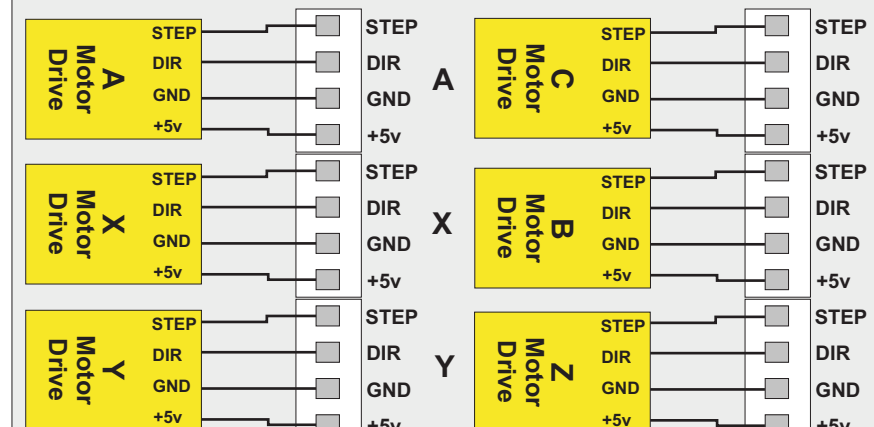 A
Motor
Drive
STEP
DIR
GND
+5v
STEP
DIR
GND
+5v
A
C
Motor
Drive
STEP
DIR
GND
+5v
STEP
DIR
GND
+5v
X
Motor
Drive
STEP
DIR
GND
+5v
STEP
DIR
GND
+5v
X
B
Motor
Drive
STEP
DIR
GND
+5v
STEP
DIR
GND
+5v
Y
Motor
Drive
STEP
DIR
GND
+5v
STEP
DIR
GND
+5v
Y
Z
Motor
Drive
STEP
DIR
GND
+5v
STEP
DIR
GND
+5v